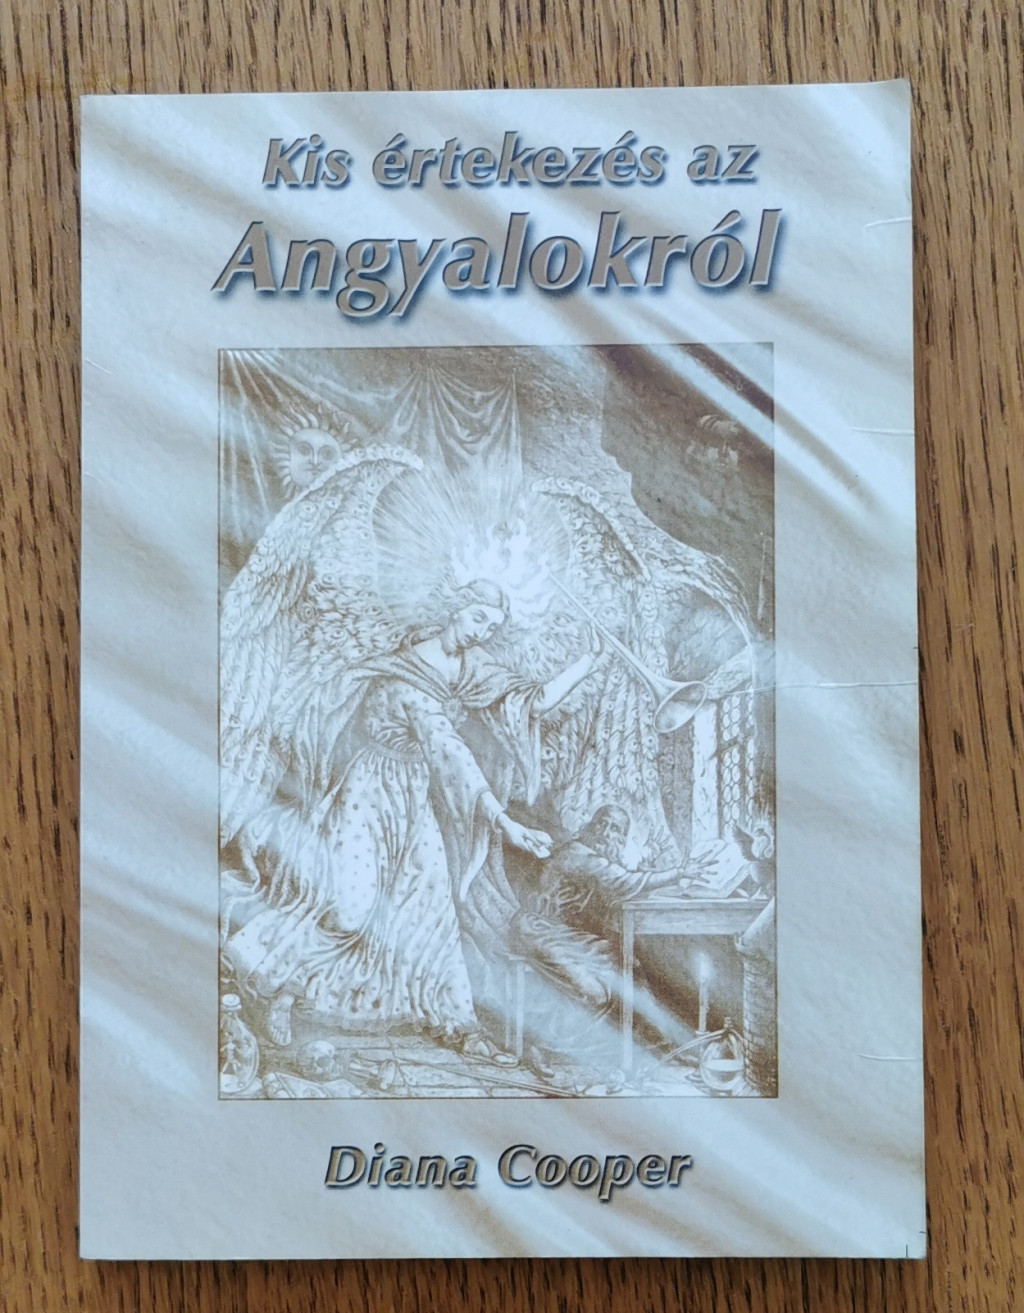 Kis értekezés az
Angyalokról
Diana Cooper